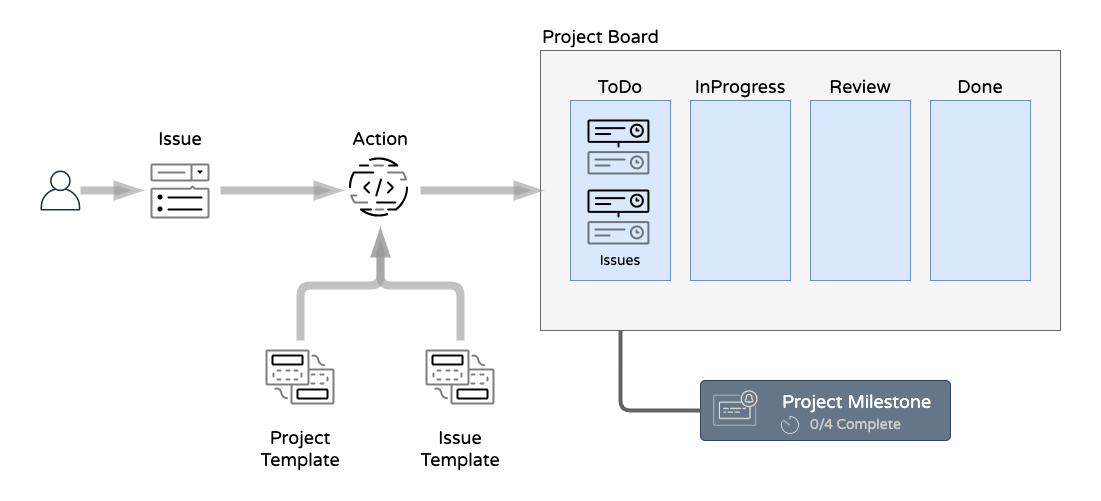 Project Board
ToDo
InProgress
Review
Done
Issue
Action
</>
Issues
Project Milestone
0/4 Complete
Project
Template
Issue
Template